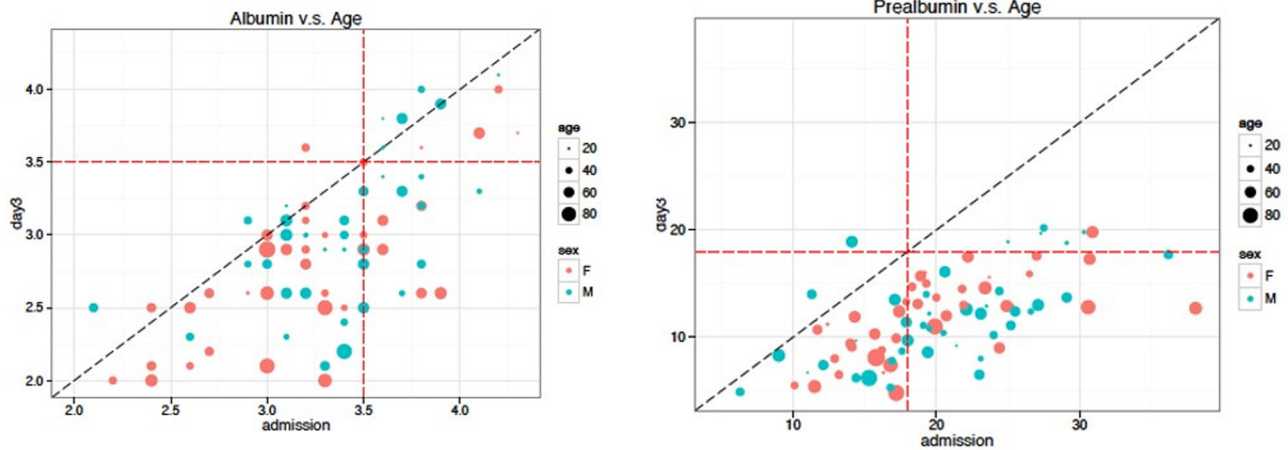 Albumin v.s. Age
4.0
3.5
3.0
2.5
2.0
day3
2.0 2.5 3.0 3.5 4.0
admission
age
20
40
60
80
sex
F
M
Prealbumin v.s. Age
30
20
10
day3
10 20 30
admission
age
20
40
60
80
sex
F
M